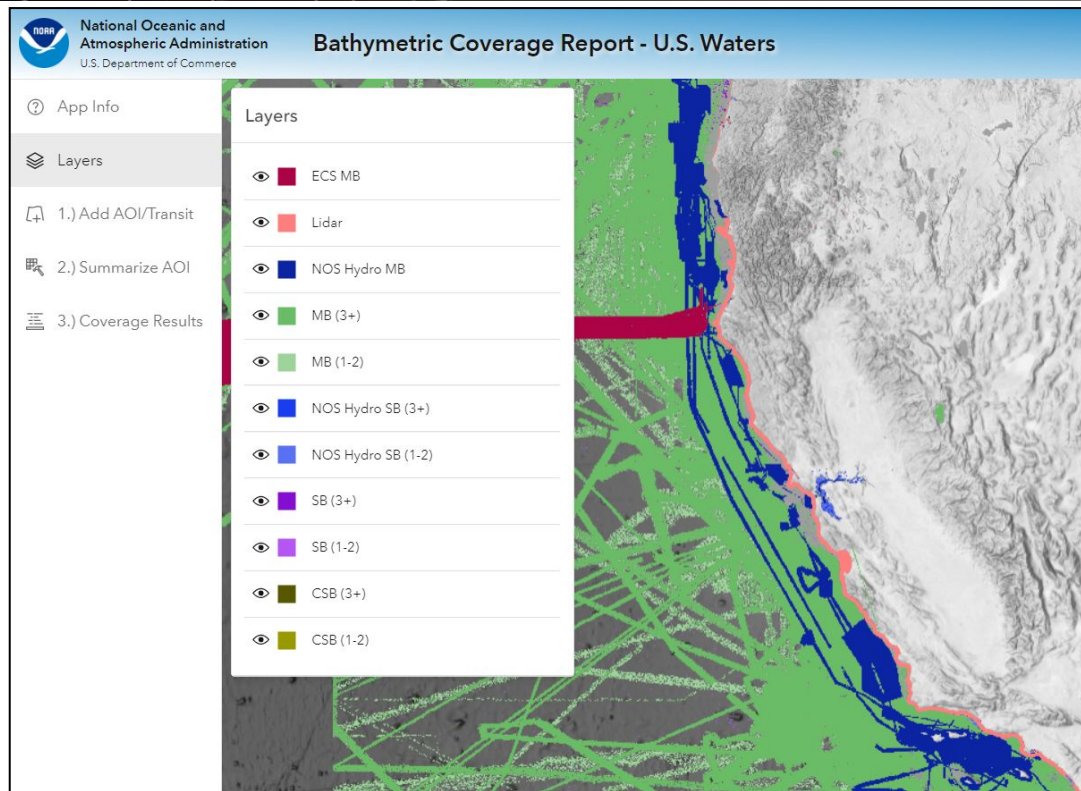 NOAA
National Oceanic and
Atmospheric Administration
U.S. Department of Commerce
Bathymetric Coverage Report - U.S. Waters
App Info
Layers
1.) Add AOI/Transit
2.) Summarize AOI
3.) Coverage Results
Layers
ECS MB
Lidar
NOS Hydro MB
MB (3+)
MB (1-2)
NOS Hydro SB (3+)
NOS Hydro SB (1-2)
SB (3+)
SB (1-2)
CSB (3+)
CSB (1-2)